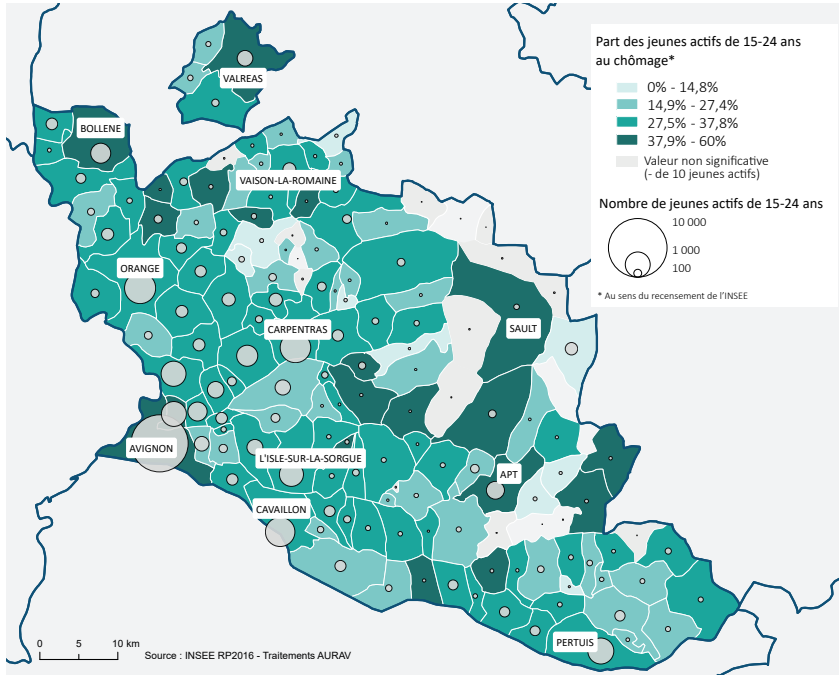 Part des jeunes actifs de 15-24 ans
au chômage*
0% - 14,8%
14,9% - 27,4%
27,5% - 37,8%
37,9% - 60%
Valeur non significative
(- de 10 jeunes actifs)
Nombre de jeunes actifs de 15-24 ans
10 000
1 000
100
* Au sens du recensement de l'INSEE
VALREAS
BOLLENE
VAISON-LA-ROMAINE
ORANGE
CARPENTRAS
SAULT
AVIGNON
L'ISLE-SUR-LA-SORGUE
APT
CAVAILLON
PERTUIS
0 5 10 km
Source : INSEE RP2016 - Traitements AURAV